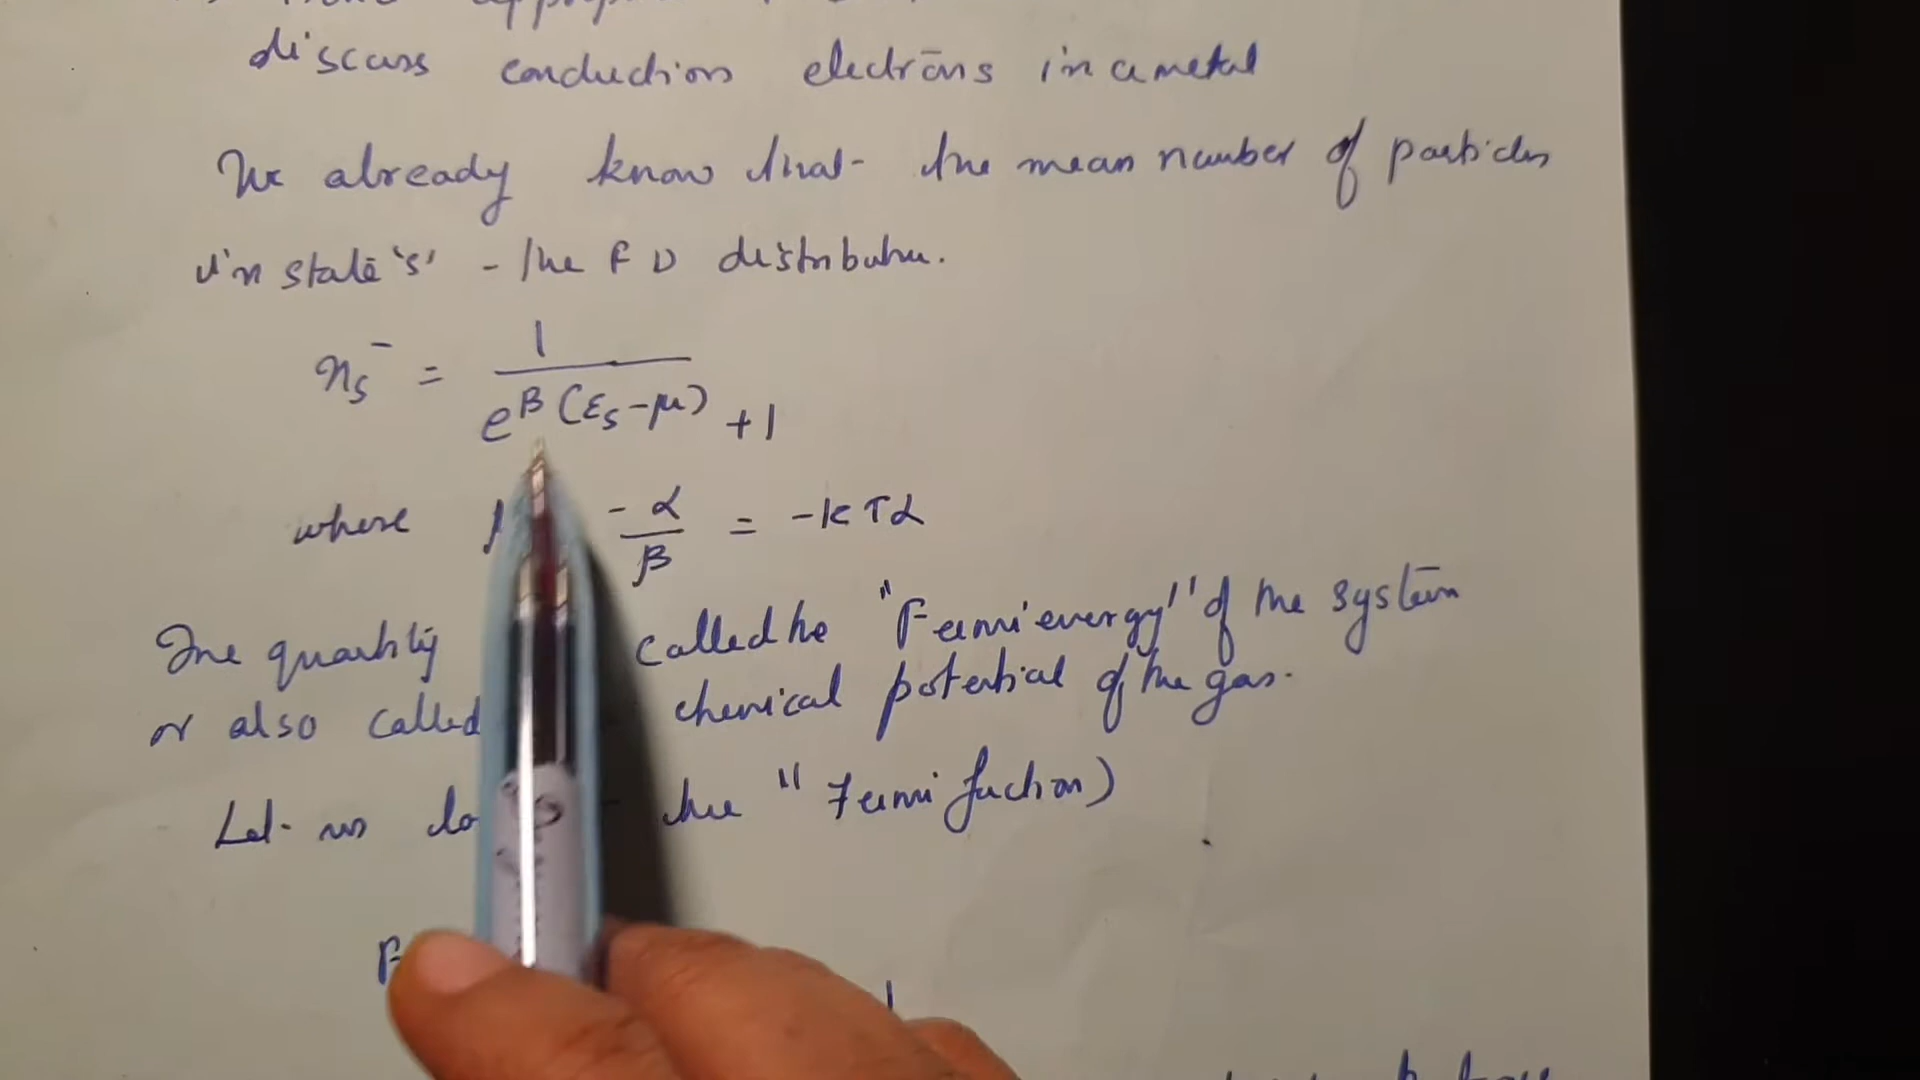 discuss conduction electrons in a metal
We already know that the mean number of particles
in state 's' - the F D distribution.
n̄s = 1 / e^β(εs-μ) + 1
where - α / β = -kTα
The quantity called the "Fermi energy" of the system
or also called chemical potential of the gas.
Let us the "Fermi fuction)